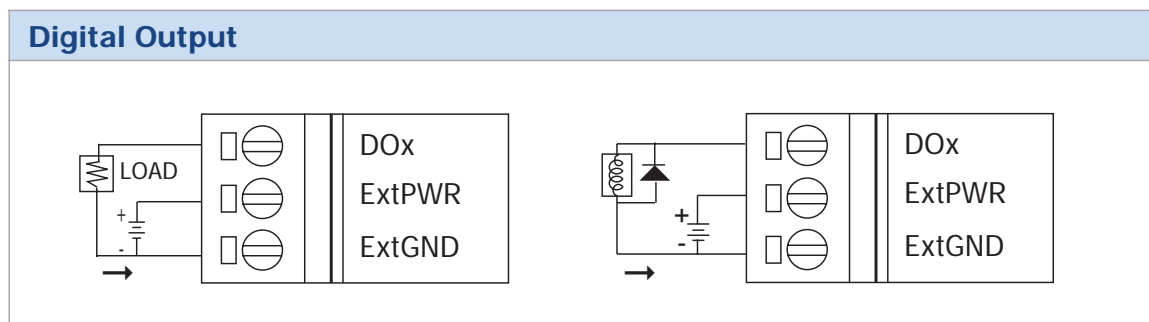 Digital Output
LOAD
+
-
DOx
ExtPWR
ExtGND
+
-
DOx
ExtPWR
ExtGND